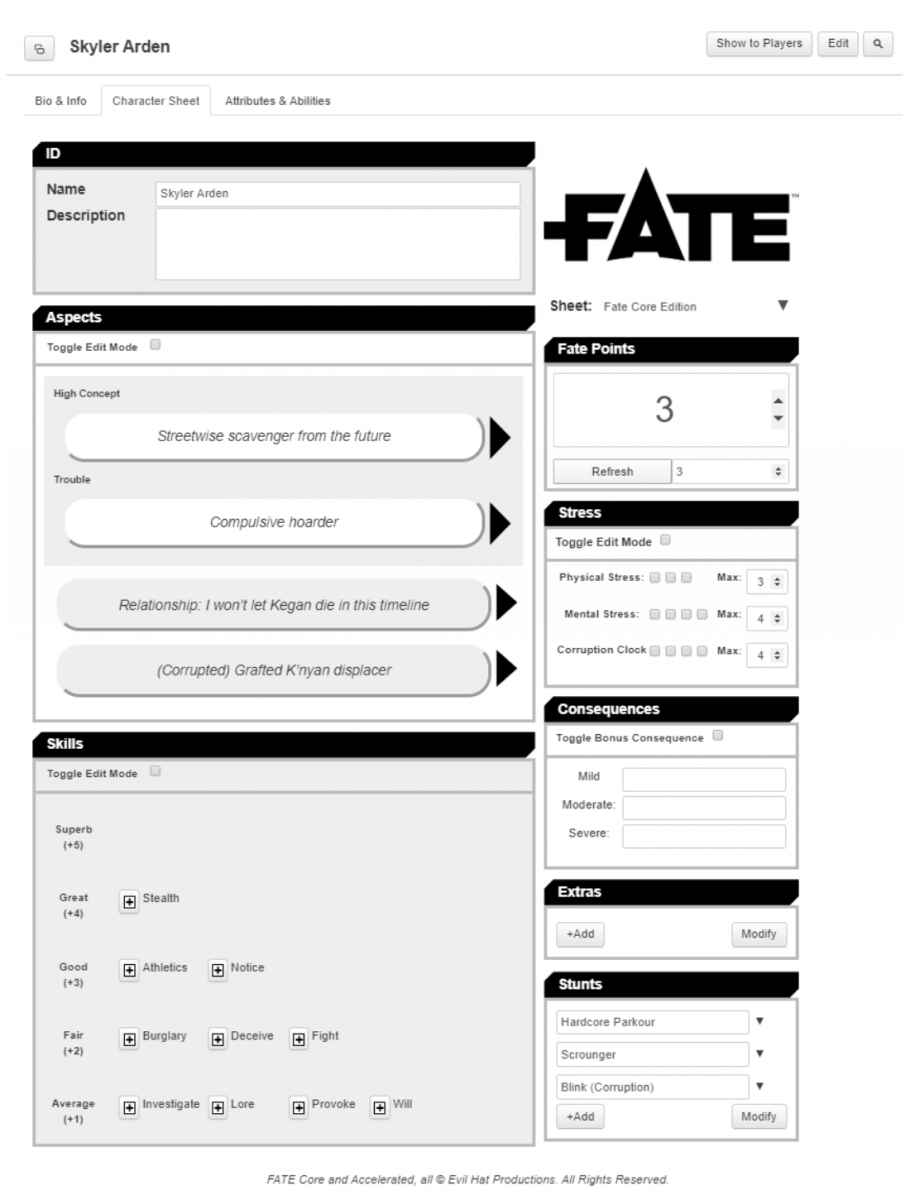 Skyler Arden
Show to Players
Edit
Bio & Info
Character Sheet
Attributes & Abilities
ID
Name
Skyler Arden
Description
Aspects
Toggle Edit Mode
High Concept
Streetwise scavenger from the future
Trouble
Compulsive hoarder
Relationship: I won't let Kegan die in this timeline
(Corrupted) Grafted K'nyan displacer
Skills
Toggle Edit Mode
Superb
(+5)
Great
(+4)
Stealth
Good
(+3)
Athletics
Notice
Fair
(+2)
Burglary
Deceive
Fight
Average
(+1)
Investigate
Lore
Provoke
Will
FATE™
Sheet: Fate Core Edition
Fate Points
3
Refresh
3
Stress
Toggle Edit Mode
Physical Stress:
Max: 3
Mental Stress:
Max: 4
Corruption Clock
Max: 4
Consequences
Toggle Bonus Consequence
Mild
Moderate:
Severe:
Extras
+Add
Modify
Stunts
Hardcore Parkour
Scrounger
Blink (Corruption)
+Add
Modify
FATE Core and Accelerated, all © Evil Hat Productions. All Rights Reserved.